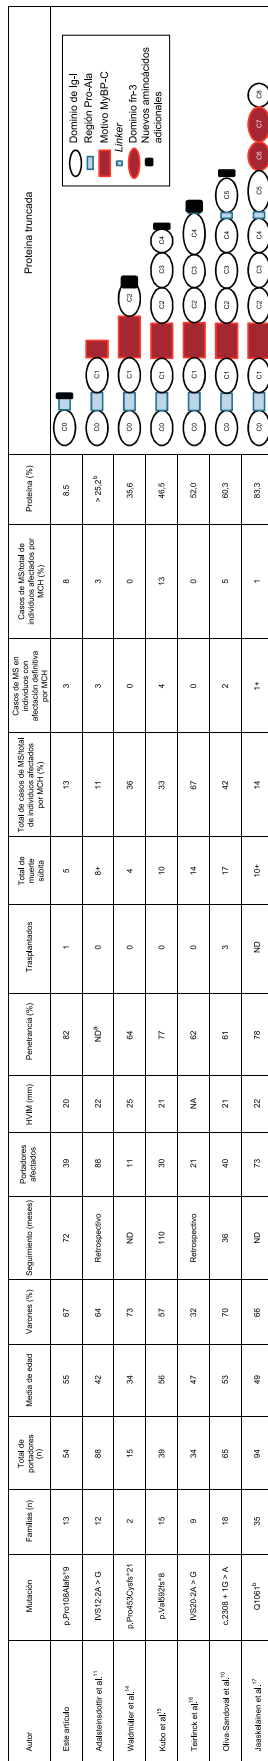 Autor
Mutación
Familias (n)
Total de portadores (n)
Media de edad
Varones (%)
Seguimiento (meses)
Portadores afectados
HVIM (mm)
Penetrancia (%)
Trasplantados
Total de muerte súbita
Total de casos de MS/total de individuos afectados por MCH (%)
Casos de MS en individuos con afectación definitiva por MCH
Casos de MS/total de individuos afectados por MCH (%)
Proteína (%)
Proteína truncada
Este artículo p.Pro108Alafs*9 13 54 55 67 72 39 20 82 1 5 13 3 8 8,5 C0
Adalsteinsdottir et al.11 IVS12-2A > G 12 88 42 64 Retrospectivo 88 22 NDa 0 8+ 11 3 3 > 25,2b C0 C1
Waldmüller et al.14 p.Pro453Cysfs*21 2 15 34 73 ND 11 25 64 0 4 36 0 0 35,6 C0 C1 C2
Kubo et al.15 p.Val592fs*8 15 39 56 57 110 30 21 77 0 10 33 4 13 46,5 C0 C1 C2 C3 C4
Teirlinck et al.16 IVS20-2A > G 9 34 47 32 Retrospectivo 21 NA 62 0 14 67 0 0 52,0 C0 C1 C2 C3 C4
Oliva-Sandoval et al.10 c.2308 + 1G > A 18 65 53 70 36 40 21 61 3 17 42 2 5 60,3 C0 C1 C2 C3 C4 C5
Jaaskelainen et al.17 Q1061b 35 94 49 66 ND 73 22 78 ND 10+ 14 1+ 1 83,3 C0 C1 C2 C3 C4 C5 C6 C7 C8
Dominio de Ig-I
Región Pro-Ala
Motivo MyBP-C
Linker
Dominio fn-3
Nuevos aminoácidos
adicionales